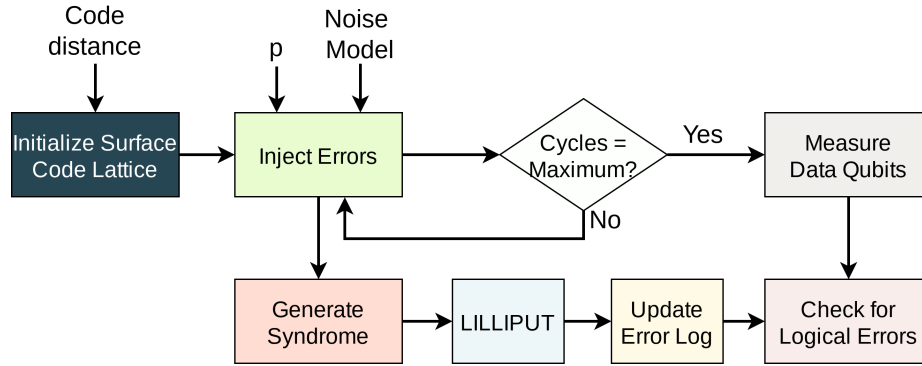 Code
distance
p
Noise
Model
Initialize Surface
Code Lattice
Inject Errors
Cycles =
Maximum?
Yes
No
Measure
Data Qubits
Generate
Syndrome
LILLIPUT
Update
Error Log
Check for
Logical Errors